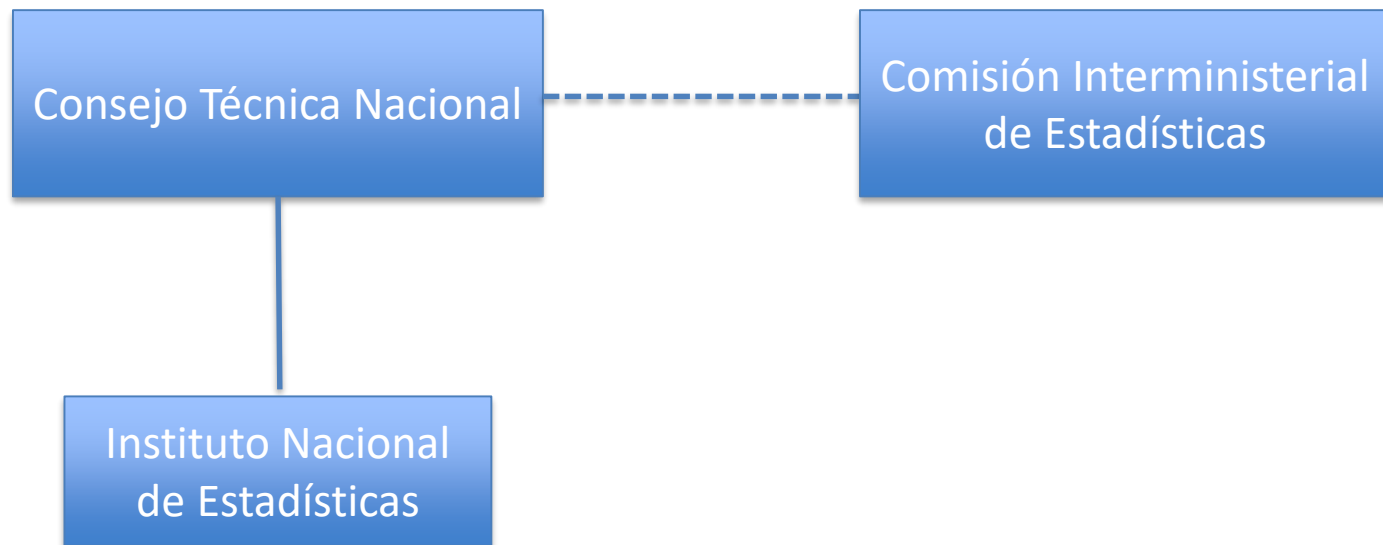 Consejo Técnica Nacional
Comisión Interministerial
de Estadísticas
Instituto Nacional
de Estadísticas